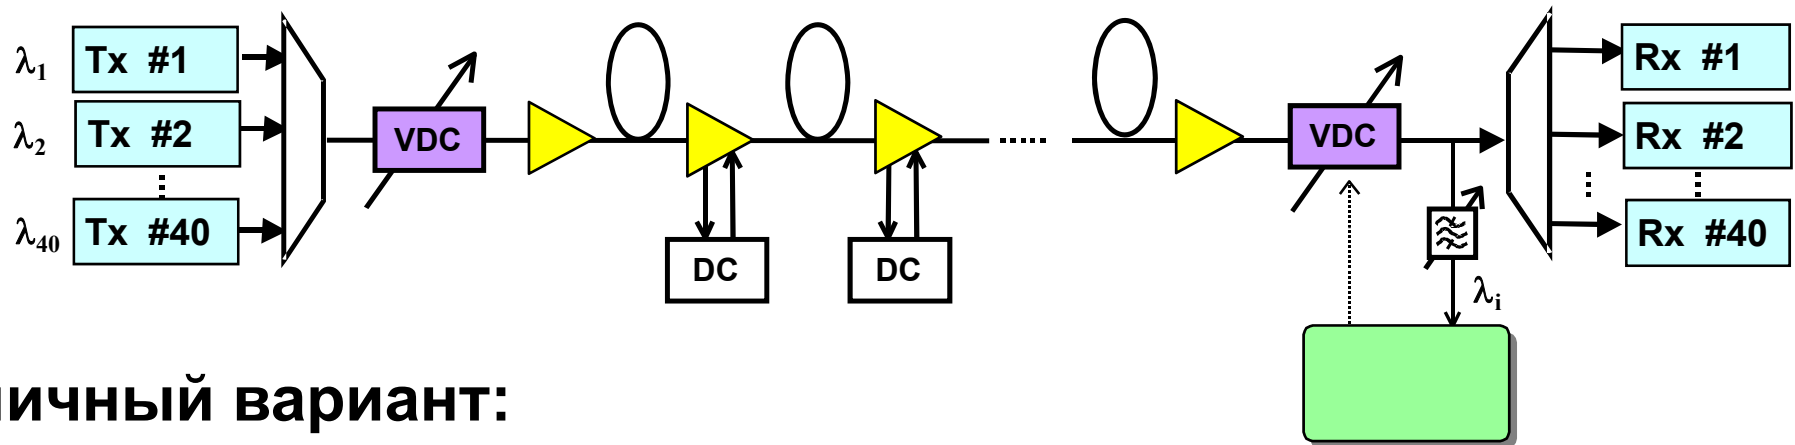 λ1 Tx #1
λ2 Tx #2
λ40 Tx #40
VDC
DC
DC
VDC
λi
Rx #1
Rx #2
Rx #40
вариант: